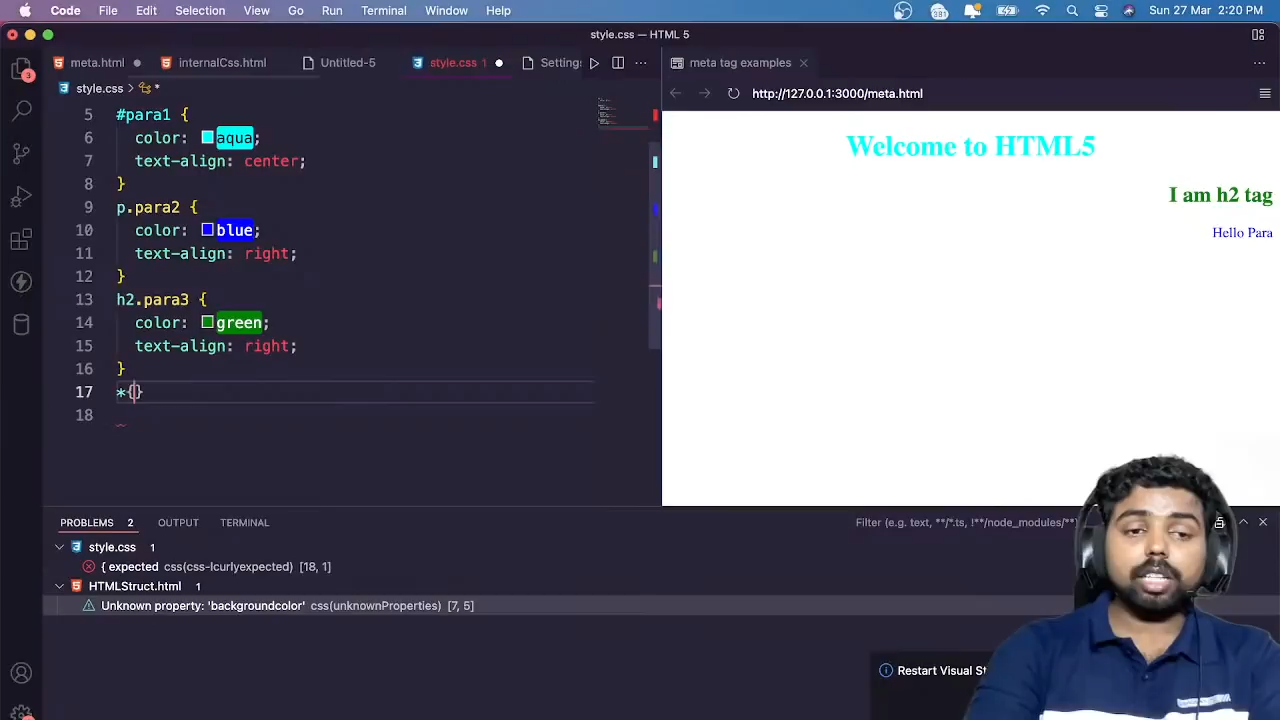 Code File Edit Selection View Go Run Terminal Window Help 281 Sun 27 Mar 2:20 PM
style.css — HTML 5
3 meta.html internalCss.html Untitled-5 style.css 1 Settings meta tag examples
style.css > *
http://127.0.0.1:3000/meta.html
5 #para1 {
6 color: aqua;
7 text-align: center;
8 }
9 p.para2 {
10 color: blue;
11 text-align: right;
12 }
13 h2.para3 {
14 color: green;
15 text-align: right;
16 }
17 *{}
18
Welcome to HTML5
I am h2 tag
Hello Para
PROBLEMS 2 OUTPUT TERMINAL Filter (e.g. text, **/*.ts, !**/node_modules/**)
style.css 1
{ expected css(css-lcurlyexpected) [18, 1]
HTMLStruct.html 1
Unknown property: 'backgroundcolor' css(unknownProperties) [7, 5]
Restart Visual St